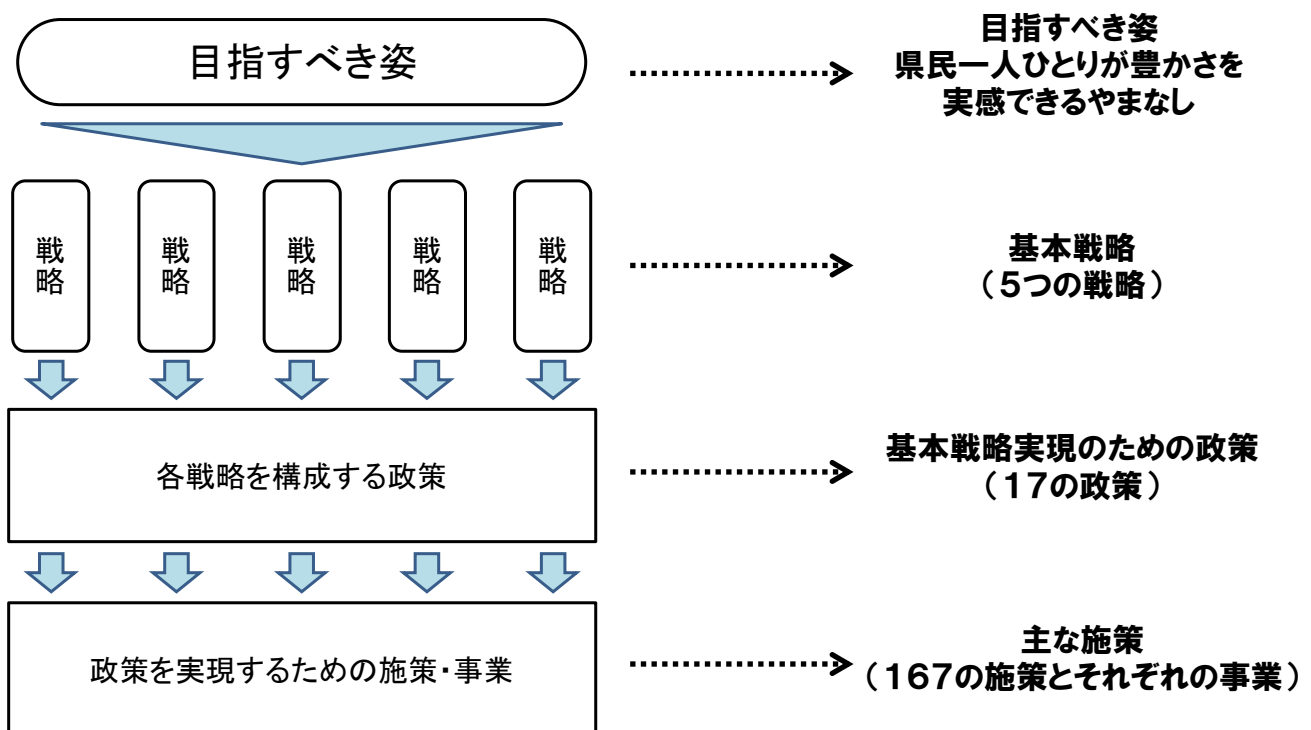 目指すべき姿
目指すべき姿
県民一人ひとりが豊かさを
実感できるやまなし
戦略
戦略
戦略
戦略
戦略
基本戦略
（5つの戦略）
各戦略を構成する政策
基本戦略実現のための政策
（17の政策）
政策を実現するための施策・事業
主な施策
（167の施策とそれぞれの事業）